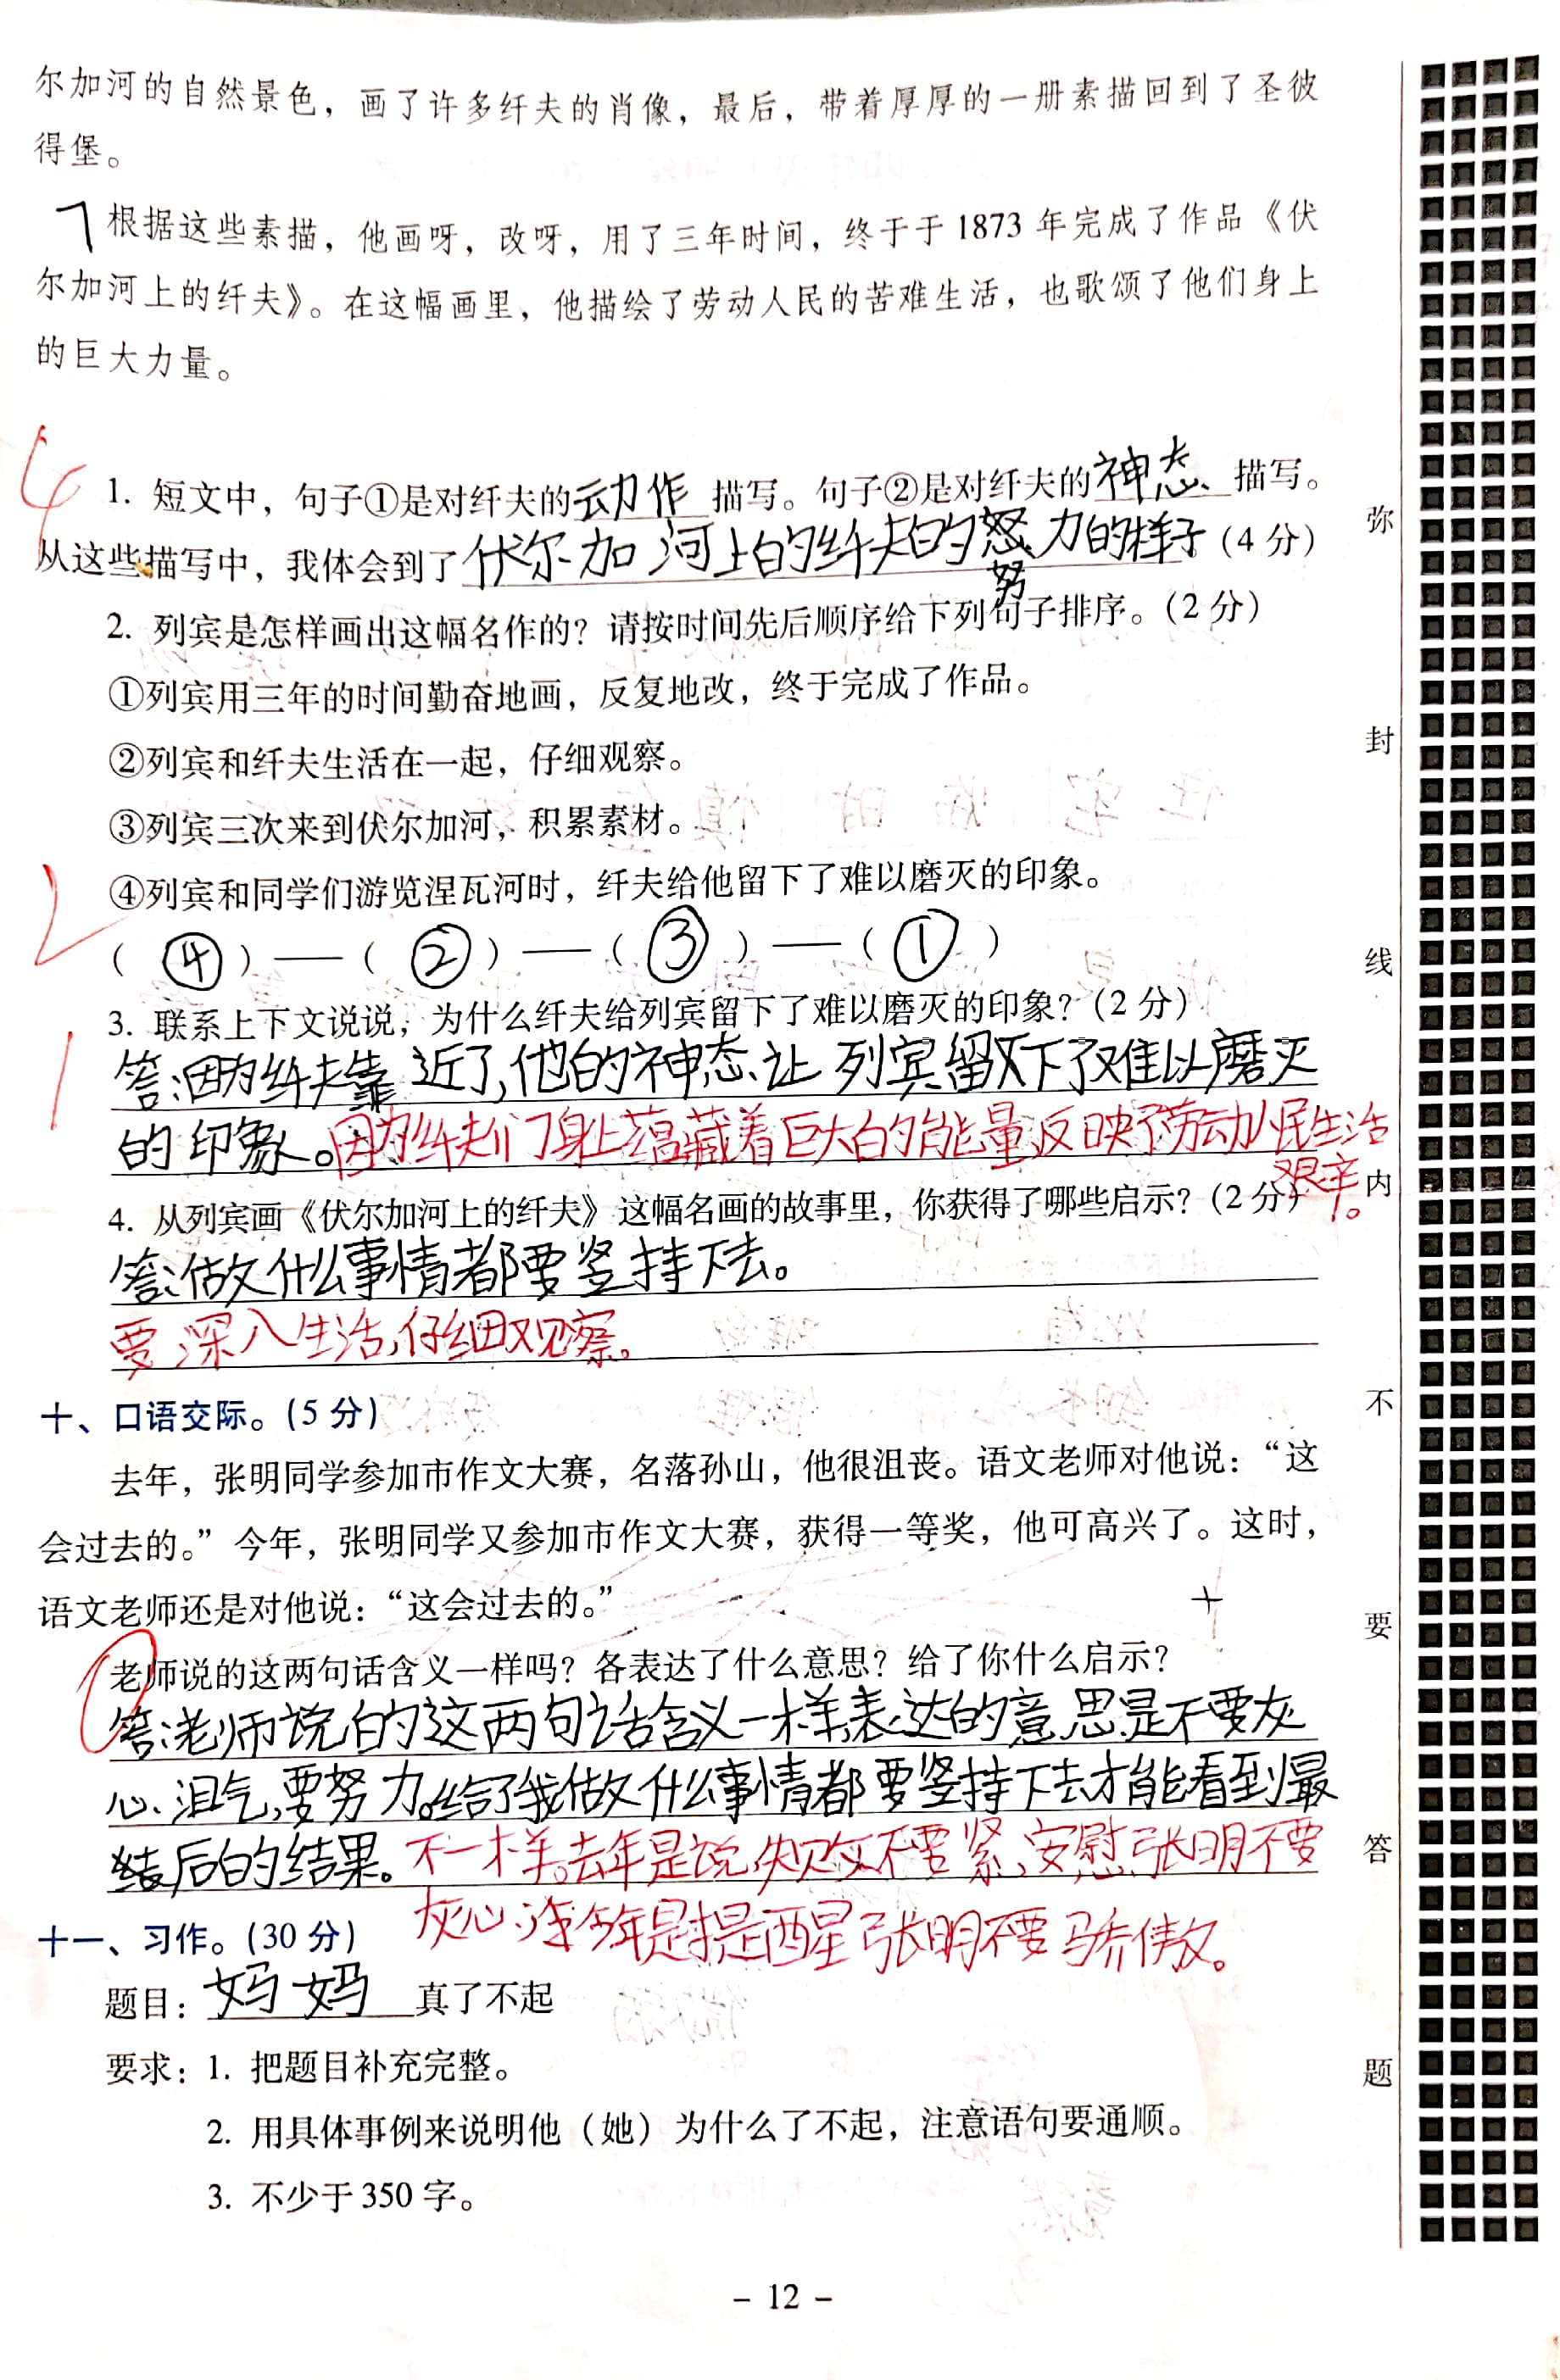 尔加河的自然景色，画了许多纤夫的肖像，最后，带着厚厚的一册素描回到了圣彼
得堡。
7根据这些素描，他画呀，改呀，用了三年时间，终于于1873年完成了作品《伏
尔加河上的纤夫》。在这幅画里，他描绘了劳动人民的苦难生活，也歌颂了他们身上
的巨大力量。
4
1. 短文中，句子①是对纤夫的动作描写。句子②是对纤夫的神态描写。
从这些描写中，我体会到了伏尔加河上的纤夫的怒力的样子（4分）
努
2. 列宾是怎样画出这幅名作的？请按时间先后顺序给下列句子排序。（2分）
①列宾用三年的时间勤奋地画，反复地改，终于完成了作品。
②列宾和纤夫生活在一起，仔细观察。
③列宾三次来到伏尔加河，积累素材。
④列宾和同学们游览涅瓦河时，纤夫给他留下了难以磨灭的印象。
2
（④）——（②）——（③）——（①）
3. 联系上下文说说，为什么纤夫给列宾留下了难以磨灭的印象？（2分）
1
答：因为纤夫靠近了，他的神态让列宾留下了难以磨灭
的印象。因为纤夫们身上蕴藏着巨大的能量，反映了劳动人民生活
艰辛。
4. 从列宾画《伏尔加河上的纤夫》这幅名画的故事里，你获得了哪些启示？（2分）
答：做什么事情都要坚持下去。
要深入生活，仔细观察。
十、口语交际。（5分）
去年，张明同学参加市作文大赛，名落孙山，他很沮丧。语文老师对他说：“这
会过去的。”今年，张明同学又参加市作文大赛，获得一等奖，他可高兴了。这时，
语文老师还是对他说：“这会过去的。”
老师说的这两句话含义一样吗？各表达了什么意思？给了你什么启示？
0
答：老师说的这两句话含义一样，表达的意思是不要灰
心、泪气，要努力。给了我做什么事情都要坚持下去才能看到最
后的结果。不一样。去年是说失败不要紧，安慰张明不要
灰心，今年是提醒张明不要骄傲。
十一、习作。（30分）
题目：妈妈真了不起
要求：1. 把题目补充完整。
2. 用具体事例来说明他（她）为什么了不起，注意语句要通顺。
3. 不少于350字。
- 12 -
弥
封
线
内
不
要
答
题